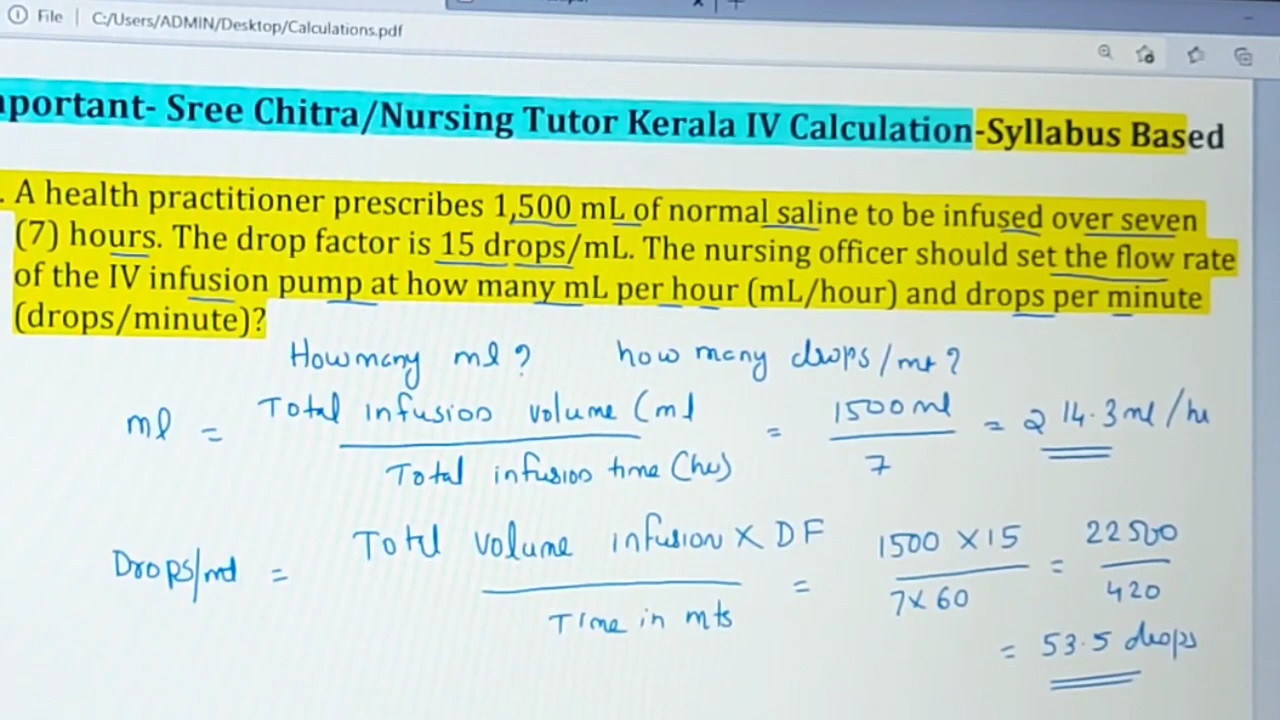 File | C:/Users/ADMIN/Desktop/Calculations.pdf
mportant- Sree Chitra/Nursing Tutor Kerala IV Calculation-Syllabus Based
. A health practitioner prescribes 1,500 mL of normal saline to be infused over seven
(7) hours. The drop factor is 15 drops/mL. The nursing officer should set the flow rate
of the IV infusion pump at how many mL per hour (mL/hour) and drops per minute
(drops/minute)?
How many ml? how many drops/mt?
ml = Total infusion volume (ml = 1500 ml = 214.3 ml/hr
Total infusion time (hr) 7
Drops/mt = Total volume infusion X DF = 1500 X 15 = 22500
Time in mts 7 X 60 420
= 53.5 drops